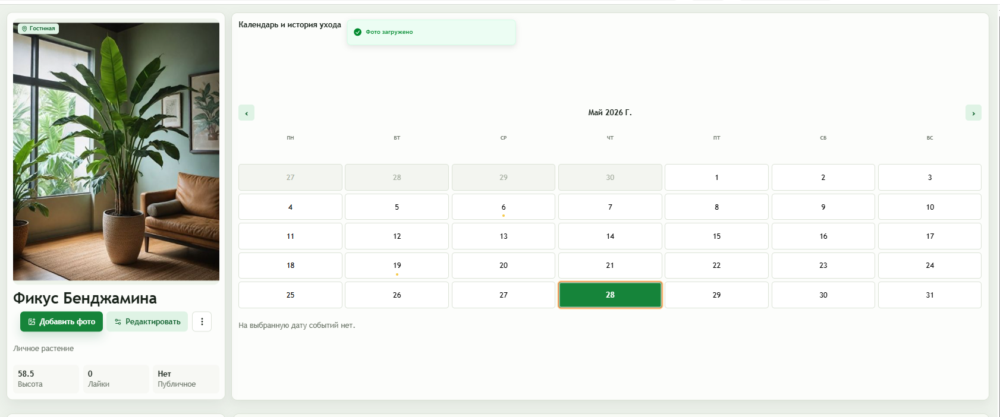 Гостиная
Фикус Бенджамина
Добавить фото
Редактировать
Личное растение
58.5
Высота
0
Лайки
Нет
Публичное
Календарь и история ухода
Фото загружено
Май 2026 Г.
ПН ВТ СР ЧТ ПТ СБ ВС
27 28 29 30 1 2 3
4 5 6 7 8 9 10
11 12 13 14 15 16 17
18 19 20 21 22 23 24
25 26 27 28 29 30 31
На выбранную дату событий нет.